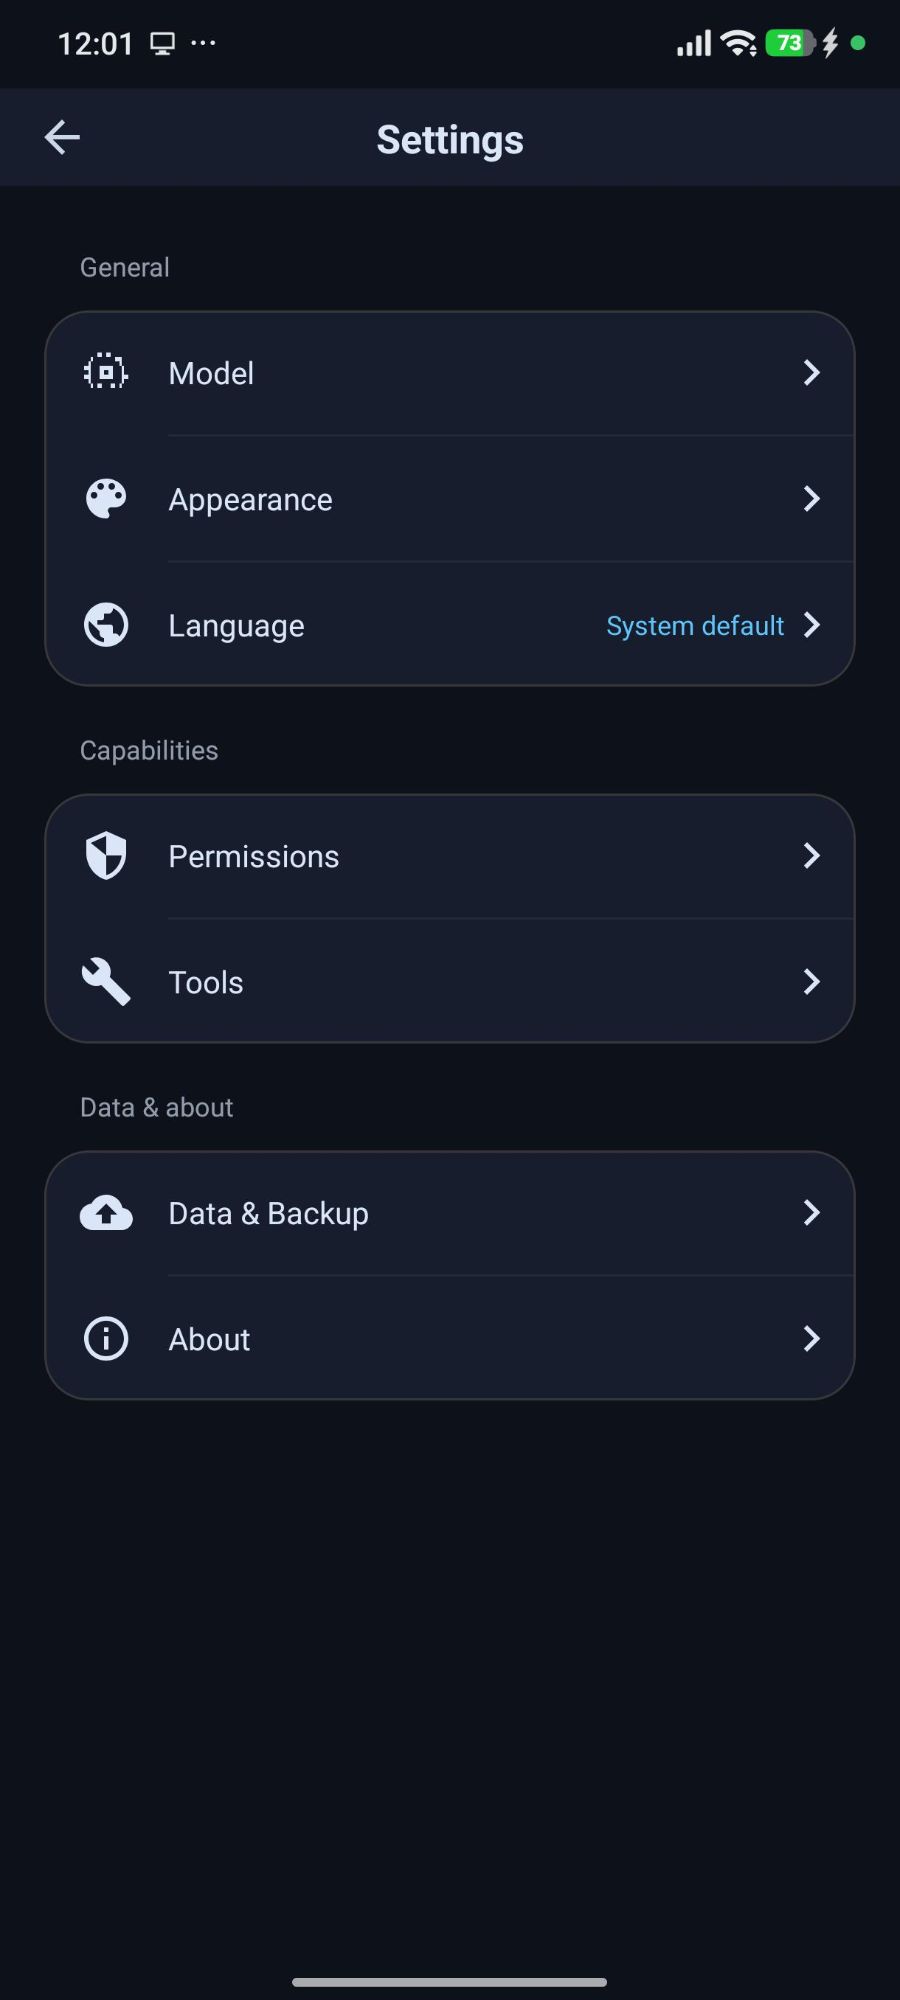 12:01
73
Settings
General
Model
Appearance
Language System default
Capabilities
Permissions
Tools
Data & about
Data & Backup
About